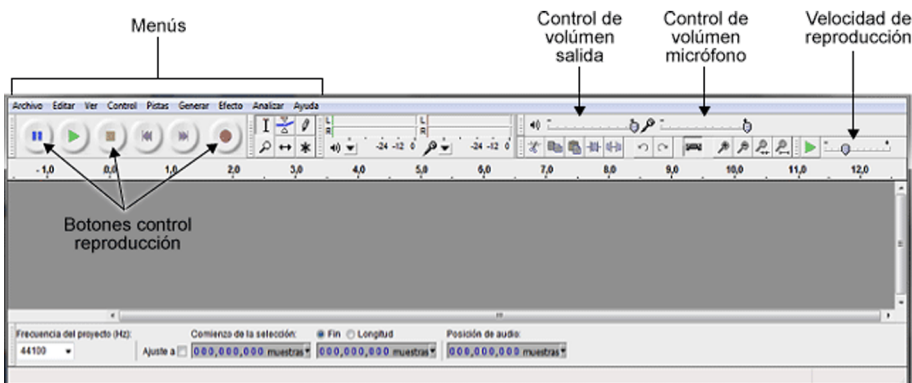 Menús
Control de
volúmen
salida
Control de
volúmen
micrófono
Velocidad de
reproducción
Archivo Editar Ver Control Pistas Generar Efecto Analizar Ayuda
L
R
L
R
-24 -12 0
-24 -12 0
- 1,0 0,0 1,0 2,0 3,0 4,0 5,0 6,0 7,0 8,0 9,0 10,0 11,0 12,0
Botones control
reproducción
Frecuencia del proyecto (Hz):
Comienzo de la selección:
Fin
Longitud
Posición de audio:
44100
Ajuste a
000,000,000 muestras
000,000,000 muestras
000,000,000 muestras